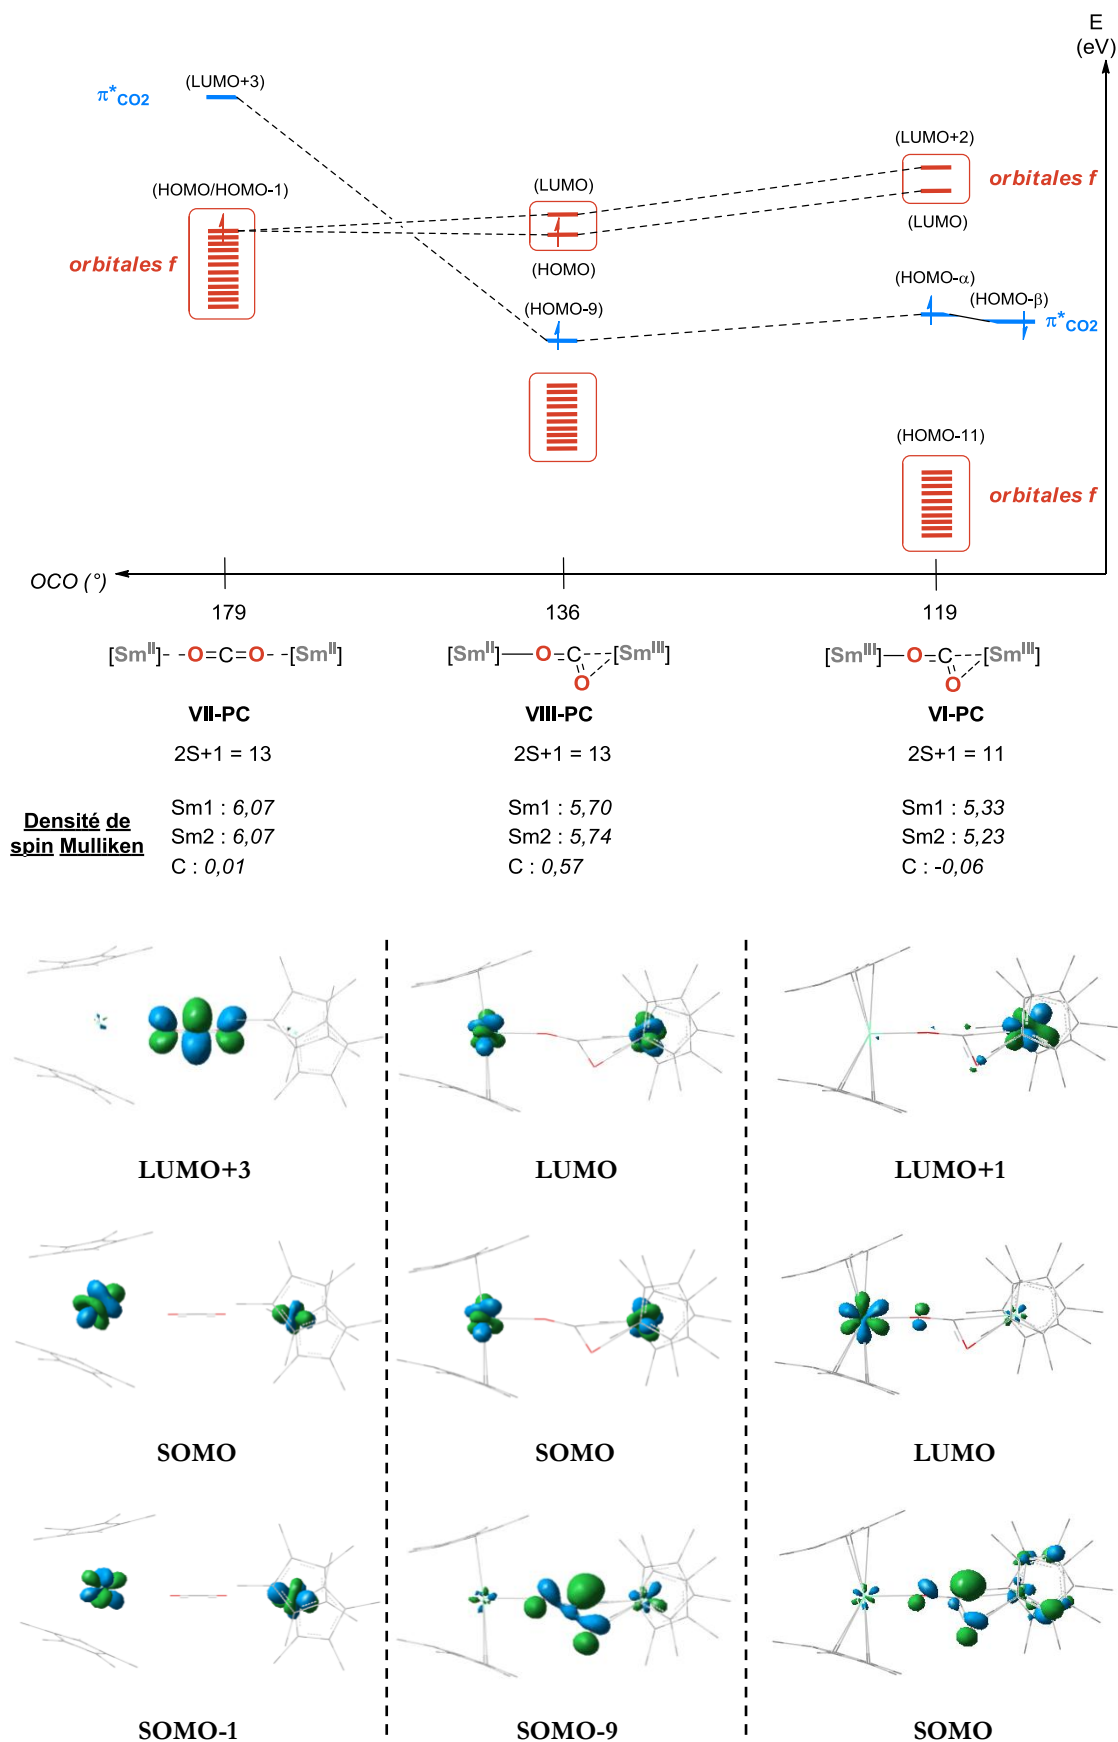 E
(eV)
(LUMO+3)
π*CO2
(LUMO+2)
(HOMO/HOMO-1)
(LUMO)
orbitales f
(LUMO)
orbitales f
(HOMO)
(HOMO-α)
(HOMO-9)
(HOMO-β)
π*CO2
(HOMO-11)
orbitales f
OCO (°)
179
136
119
[SmII]- -O=C=O- -[SmII]
[SmII]—O=C---[SmIII]
O
[SmIII]—O=C---[SmIII]
O
VII-PC
VIII-PC
VI-PC
2S+1 = 13
2S+1 = 13
2S+1 = 11
Densité de
spin Mulliken
Sm1 : 6,07
Sm2 : 6,07
C : 0,01
Sm1 : 5,70
Sm2 : 5,74
C : 0,57
Sm1 : 5,33
Sm2 : 5,23
C : -0,06
LUMO+3
LUMO
LUMO+1
SOMO
SOMO
LUMO
SOMO-1
SOMO-9
SOMO